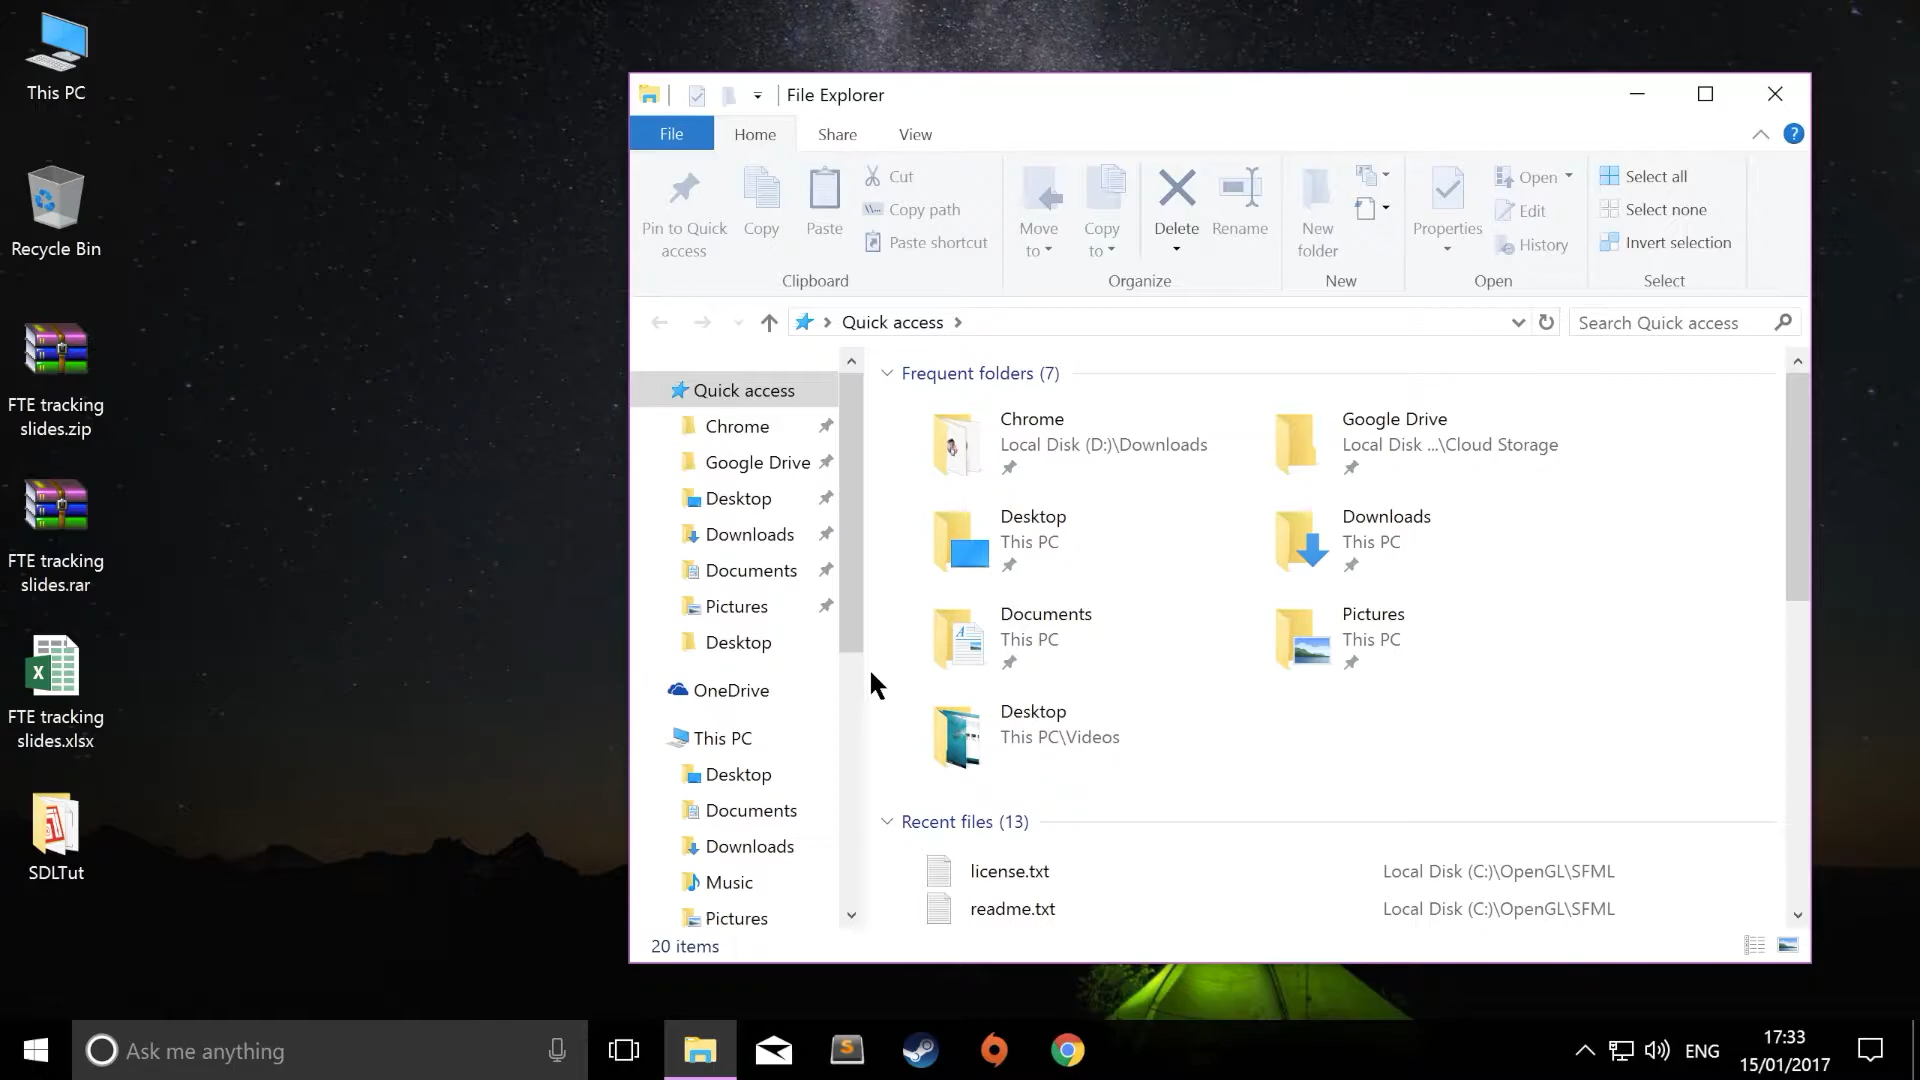 This PC
Recycle Bin
FTE tracking
slides.zip
FTE tracking
slides.rar
FTE tracking
slides.xlsx
SDLTut
File Explorer
File
Home
Share
View
Pin to Quick
access
Copy
Paste
Cut
Copy path
Paste shortcut
Clipboard
Move
to
Copy
to
Delete
Rename
Organize
New
folder
New
Properties
Open
Edit
History
Open
Select all
Select none
Invert selection
Select
Quick access
Search Quick access
Quick access
Chrome
Google Drive
Desktop
Downloads
Documents
Pictures
Desktop
OneDrive
This PC
Desktop
Documents
Downloads
Music
Pictures
Frequent folders (7)
Chrome
Local Disk (D:)\Downloads
Google Drive
Local Disk ...\Cloud Storage
Desktop
This PC
Downloads
This PC
Documents
This PC
Pictures
This PC
Desktop
This PC\Videos
Recent files (13)
license.txt
Local Disk (C:)\OpenGL\SFML
readme.txt
Local Disk (C:)\OpenGL\SFML
20 items
Ask me anything
ENG
17:33
15/01/2017